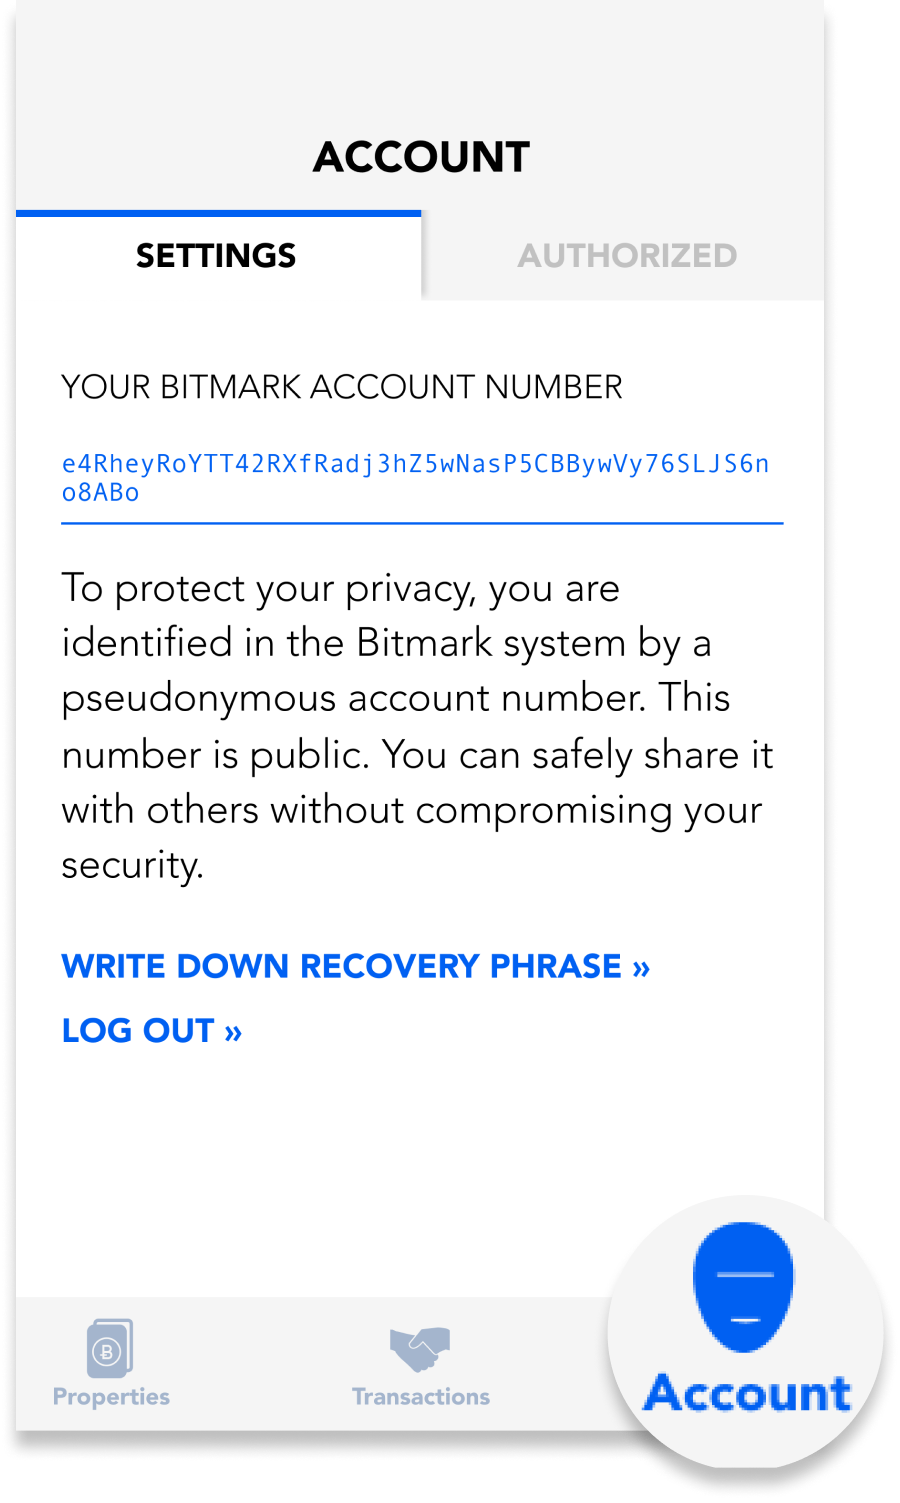 ACCOUNT
SETTINGS
AUTHORIZED
YOUR BITMARK ACCOUNT NUMBER
e4RheyRoYTT42RXfRadj3hZ5wNasP5CBBywVy76SLJS6n
o8ABo
To protect your privacy, you are
identified in the Bitmark system by a
pseudonymous account number. This
number is public. You can safely share it
with others without compromising your
security.
WRITE DOWN RECOVERY PHRASE »
LOG OUT »
Properties
Transactions
Account